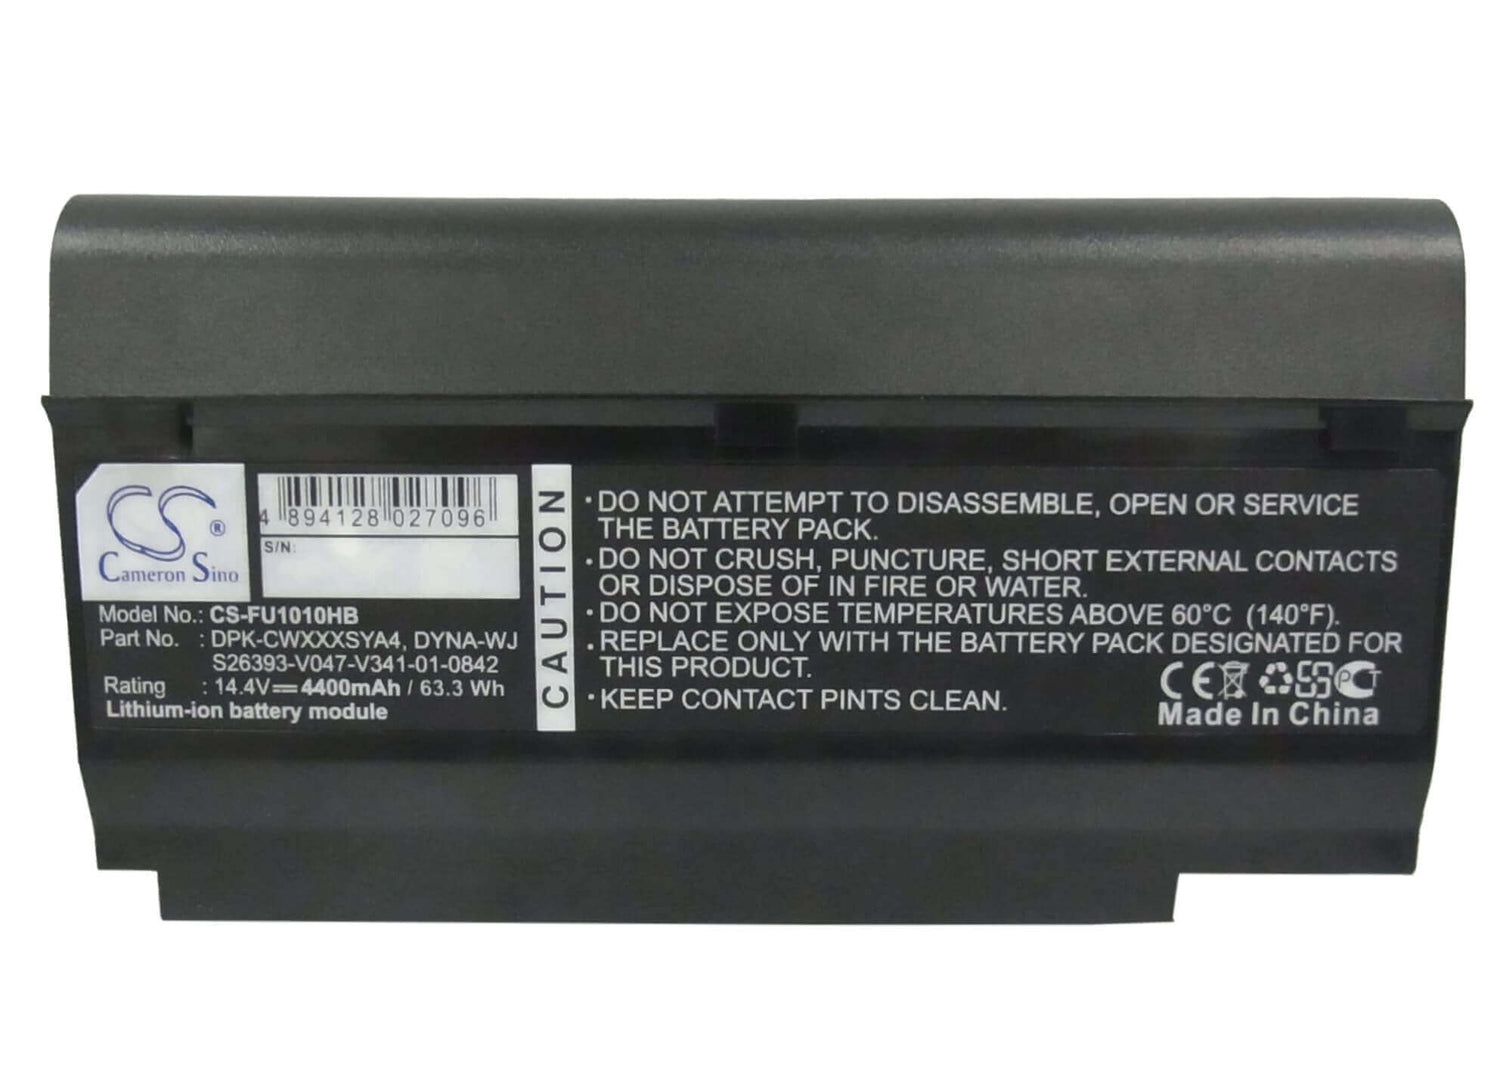 CS®
Cameron Sino
4 894128 027096
S/N:
Model No.: CS-FU1010HB
Part No. : DPK-CWXXXSYA4, DYNA-WJ
S26393-V047-V341-01-0842
Rating : 14.4V⎓4400mAh / 63.3 Wh
Lithium-ion battery module
CAUTION
·DO NOT ATTEMPT TO DISASSEMBLE, OPEN OR SERVICE
THE BATTERY PACK.
·DO NOT CRUSH, PUNCTURE, SHORT EXTERNAL CONTACTS
OR DISPOSE OF IN FIRE OR WATER.
·DO NOT EXPOSE TEMPERATURES ABOVE 60°C (140°F).
·REPLACE ONLY WITH THE BATTERY PACK DESIGNATED FOR
THIS PRODUCT.
·KEEP CONTACT PINTS CLEAN.
CE PCT
Made In China